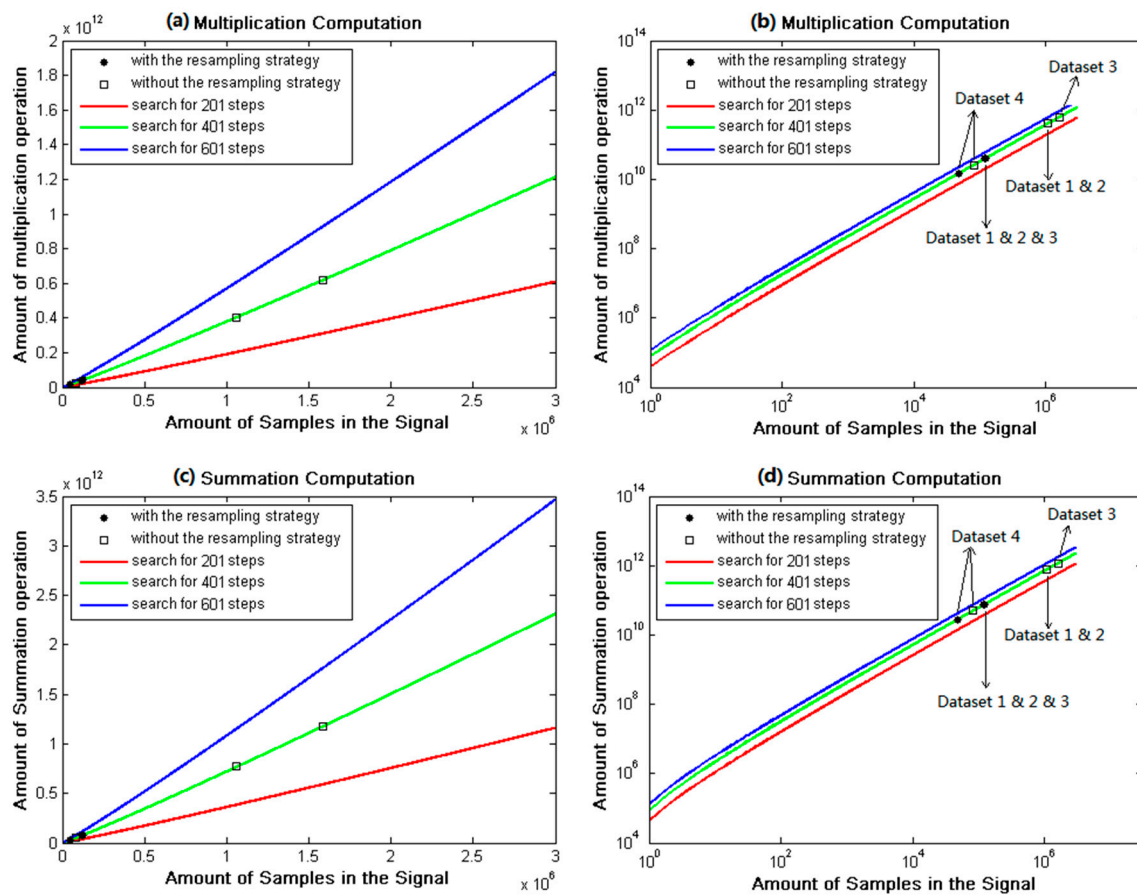 (a) Multiplication Computation
x 10^12
2
1.8
1.6
1.4
1.2
1
0.8
0.6
0.4
0.2
0
Amount of multiplication operation
with the resampling strategy
without the resampling strategy
search for 201 steps
search for 401 steps
search for 601 steps
0 0.5 1 1.5 2 2.5 3
x 10^6
Amount of Samples in the Signal
(b) Multiplication Computation
10^14
10^12
10^10
10^8
10^6
10^4
Amount of multiplication operation
with the resampling strategy
without the resampling strategy
search for 201 steps
search for 401 steps
search for 601 steps
Dataset 3
Dataset 4
Dataset 1 & 2
Dataset 1 & 2 & 3
10^0 10^2 10^4 10^6
Amount of Samples in the Signal
(c) Summation Computation
x 10^12
3.5
3
2.5
2
1.5
1
0.5
0
Amount of Summation operation
with the resampling strategy
without the resampling strategy
search for 201 steps
search for 401 steps
search for 601 steps
0 0.5 1 1.5 2 2.5 3
x 10^6
Amount of Samples in the Signal
(d) Summation Computation
10^14
10^12
10^10
10^8
10^6
10^4
Amount of Summation operation
with the resampling strategy
without the resampling strategy
search for 201 steps
search for 401 steps
search for 601 steps
Dataset 3
Dataset 4
Dataset 1 & 2
Dataset 1 & 2 & 3
10^0 10^2 10^4 10^6
Amount of Samples in the Signal